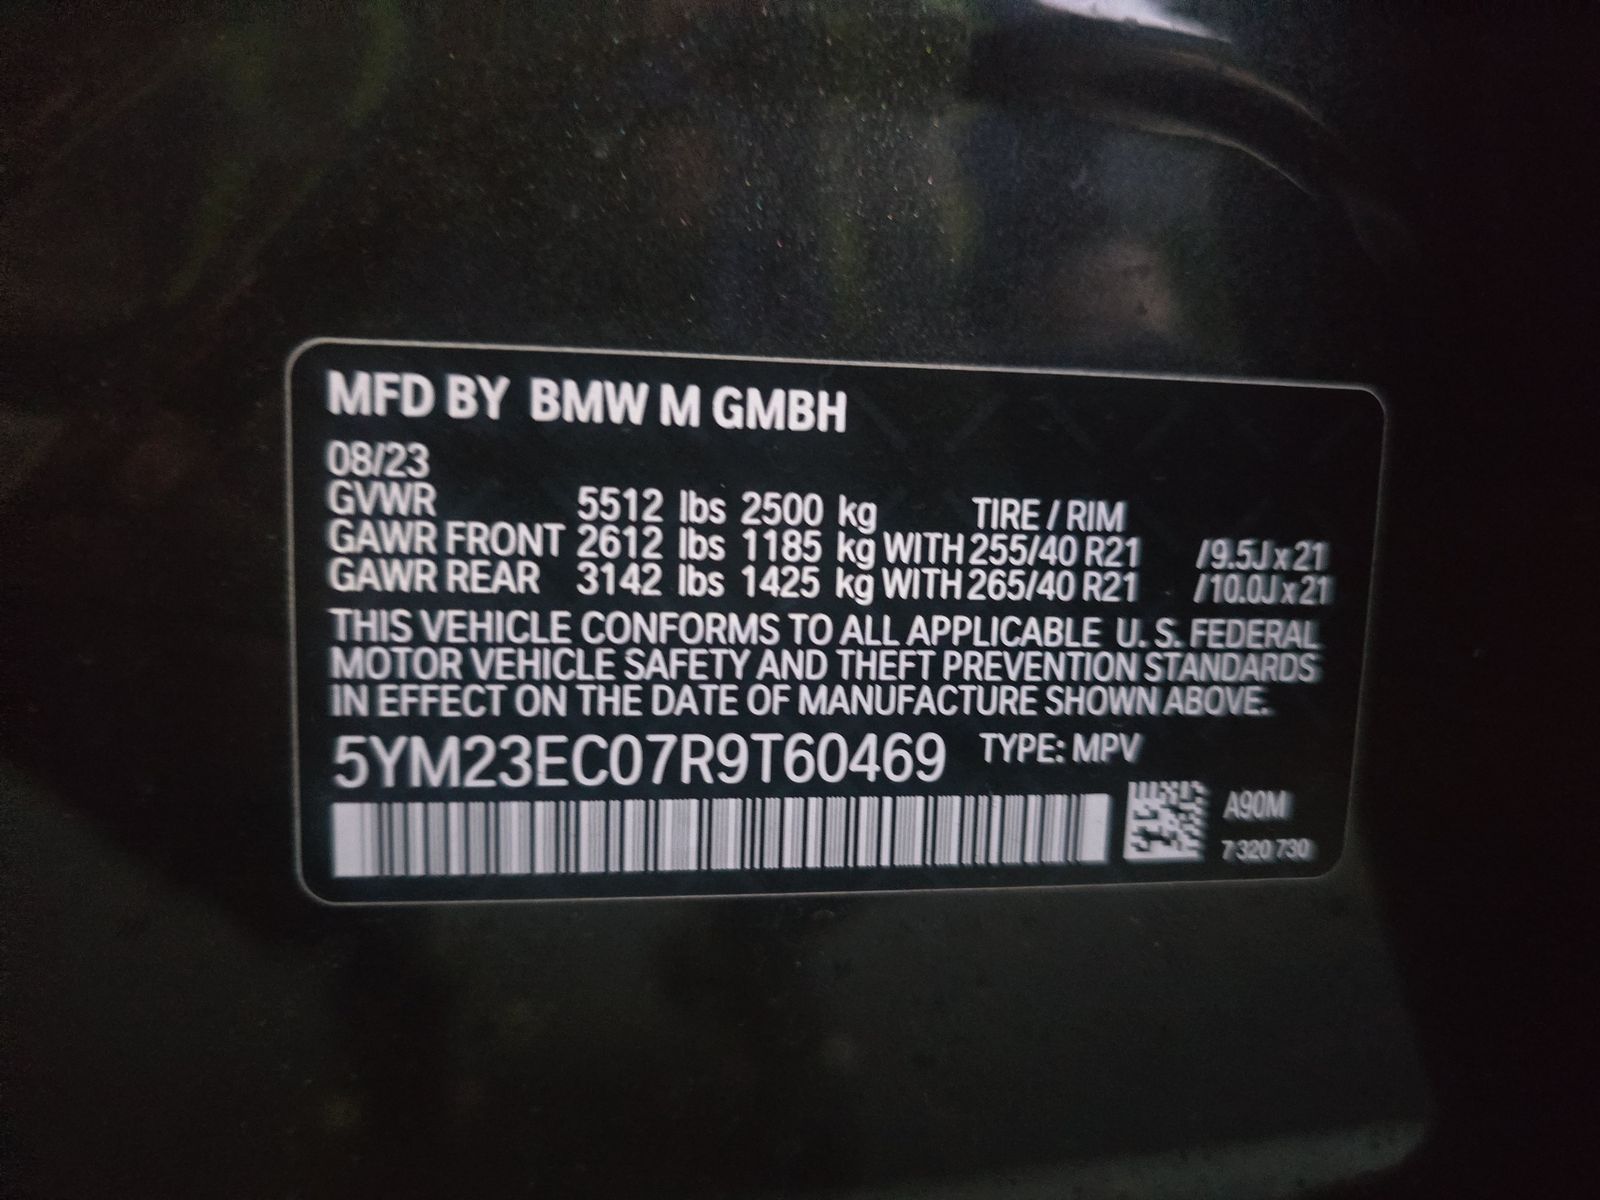 MFD BY BMW M GMBH
08/23
GVWR 5512 lbs 2500 kg TIRE / RIM
GAWR FRONT 2612 lbs 1185 kg WITH 255/40 R21 /9.5J x 21
GAWR REAR 3142 lbs 1425 kg WITH 265/40 R21 /10.0J x 21
THIS VEHICLE CONFORMS TO ALL APPLICABLE U. S. FEDERAL
MOTOR VEHICLE SAFETY AND THEFT PREVENTION STANDARDS
IN EFFECT ON THE DATE OF MANUFACTURE SHOWN ABOVE.
5YM23EC07R9T60469 TYPE: MPV
A90M
7 320 730